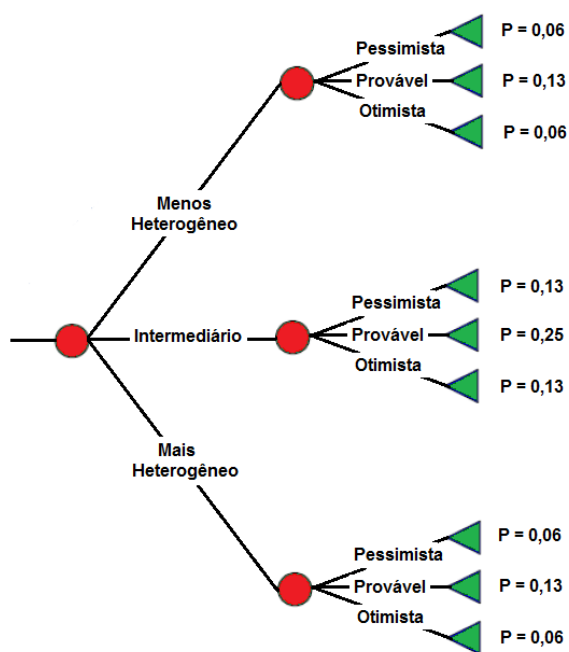 Pessimista P = 0,06
Provável P = 0,13
Otimista P = 0,06
Menos
Heterogêneo
Pessimista P = 0,13
Intermediário Provável P = 0,25
Otimista P = 0,13
Mais
Heterogêneo
Pessimista P = 0,06
Provável P = 0,13
Otimista P = 0,06